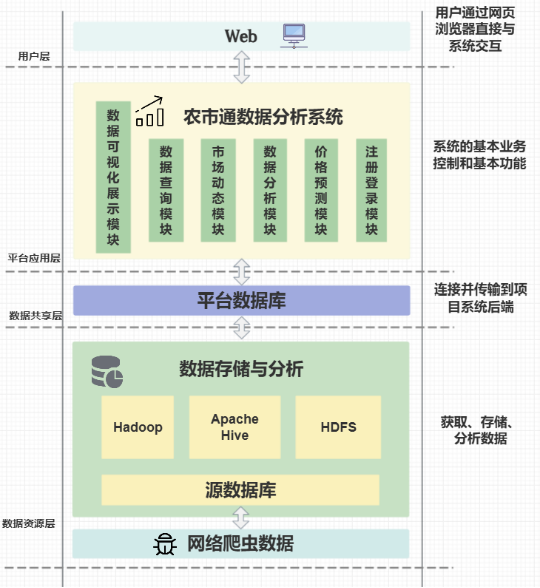 Web
用户层
用户通过网页
浏览器直接与
系统交互
农市通数据分析系统
数据可视化展示模块
数据查询模块
市场动态模块
数据分析模块
价格预测模块
注册登录模块
平台应用层
系统的基本业务
控制和基本功能
平台数据库
数据共享层
连接并传输到项
目系统后端
数据存储与分析
Hadoop
Apache
Hive
HDFS
源数据库
数据资源层
获取、存储、
分析数据
网络爬虫数据